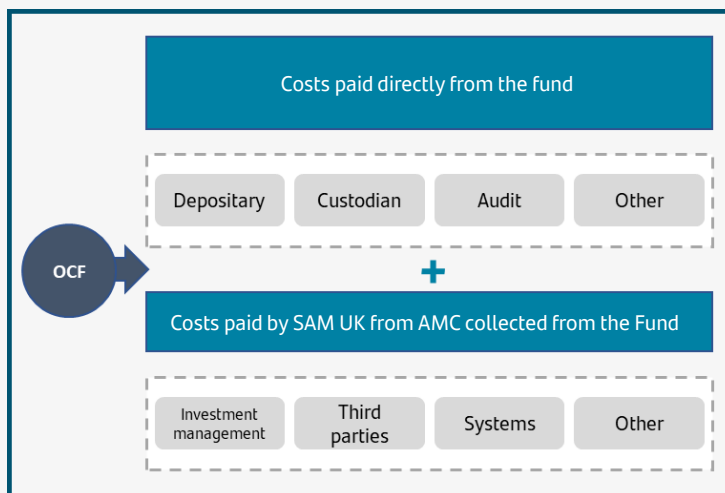 Costs paid directly from the fund
Depositary
Custodian
Audit
Other
OCF
+
Costs paid by SAM UK from AMC collected from the Fund
Investment
management
Third
parties
Systems
Other